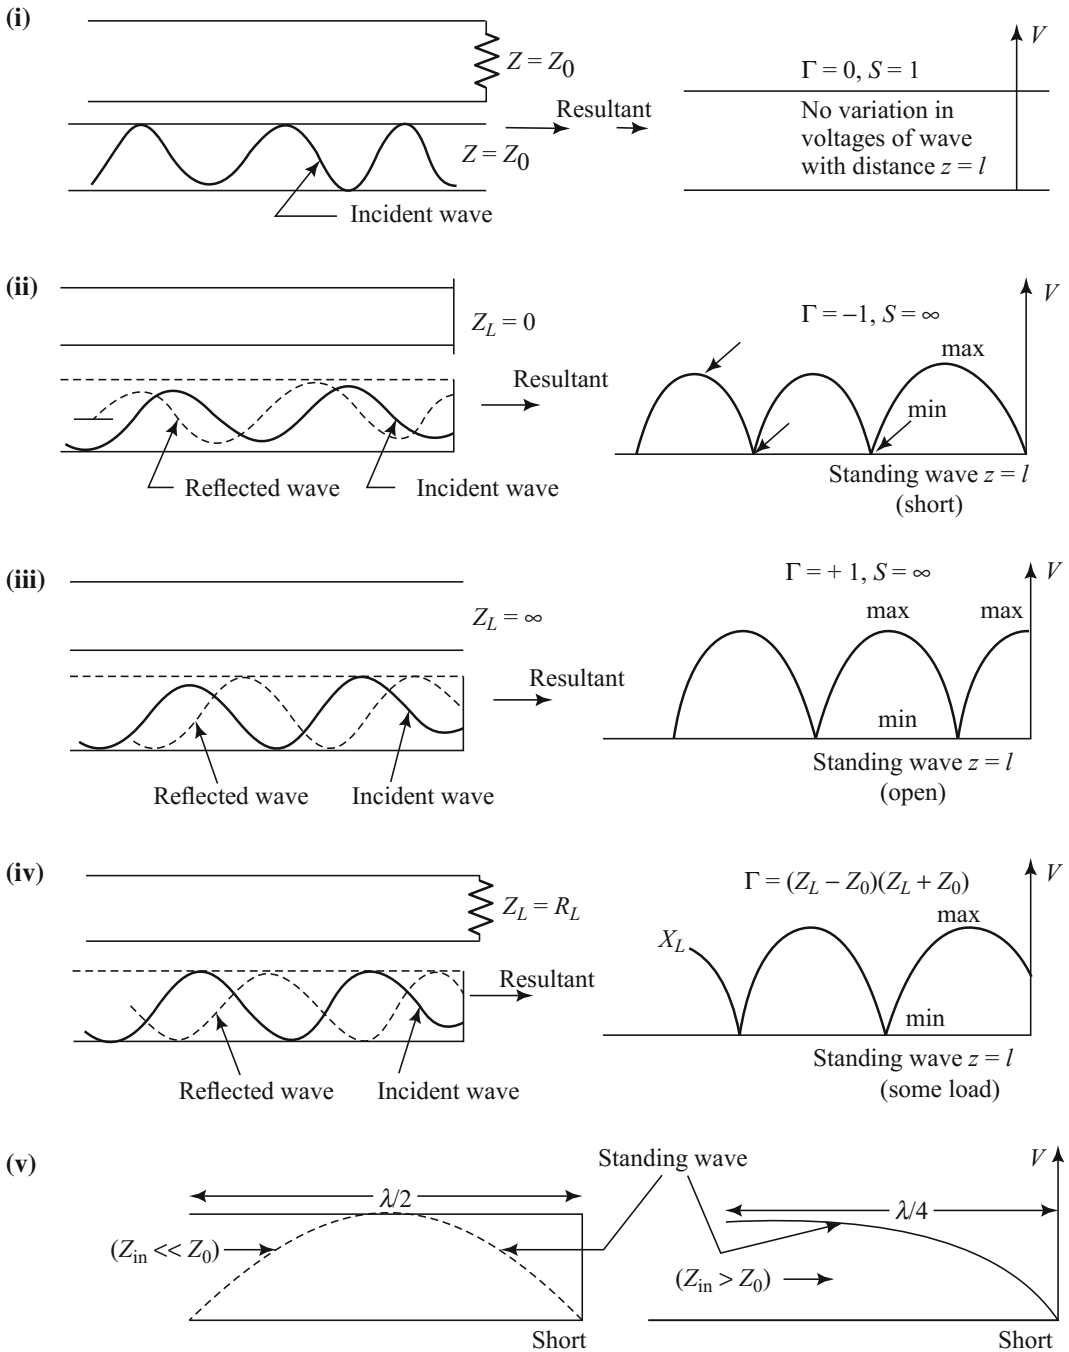 (i)
Z = Z0
Z = Z0
Incident wave
Resultant
V
Γ = 0, S = 1
No variation in
voltages of wave
with distance z = l
(ii)
ZL = 0
Reflected wave
Incident wave
Resultant
V
Γ = –1, S = ∞
max
min
Standing wave z = l
(short)
(iii)
ZL = ∞
Reflected wave
Incident wave
Resultant
Γ = + 1, S = ∞
V
max
max
min
Standing wave z = l
(open)
(iv)
ZL = RL
Reflected wave
Incident wave
Resultant
Γ = (ZL – Z0)(ZL + Z0)
V
XL
max
min
Standing wave z = l
(some load)
(v)
Standing wave
V
λ/2
λ/4
(Zin << Z0)
(Zin > Z0)
Short
Short